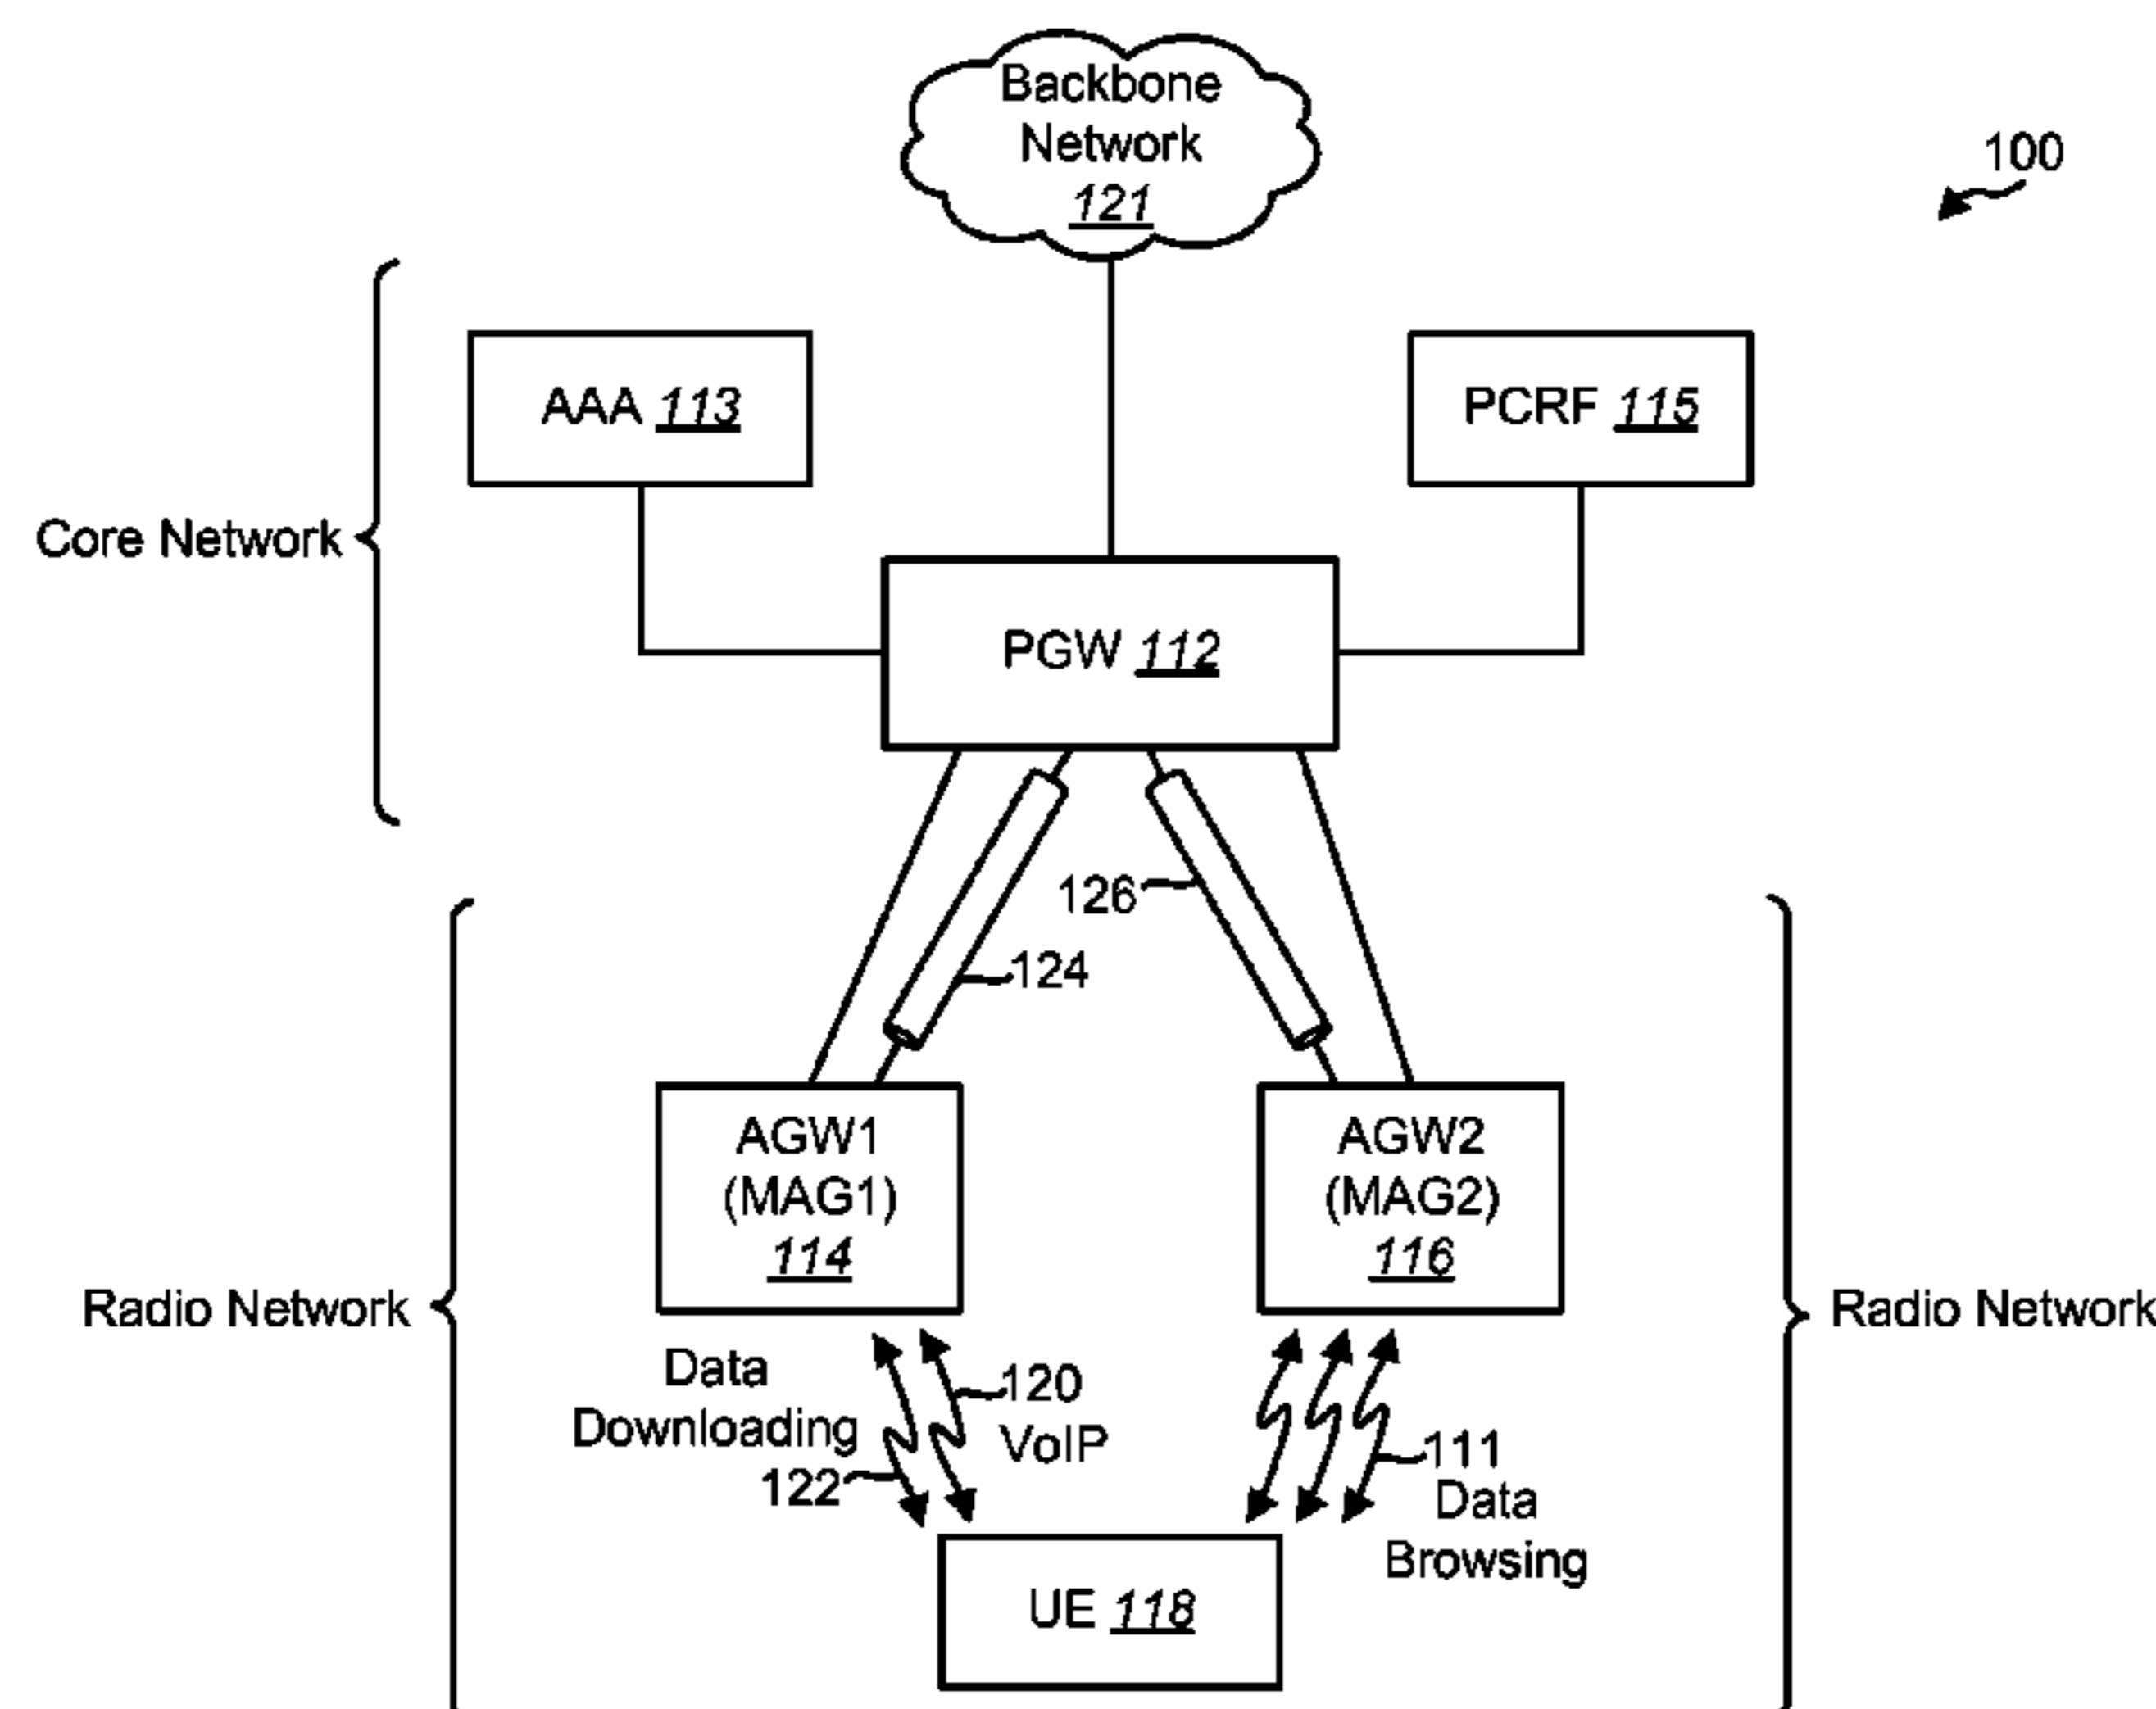 Backbone
Network
121
100
AAA 113
PCRF 115
Core Network
PGW 112
126
124
AGW1
(MAG1)
114
AGW2
(MAG2)
116
Radio Network
Radio Network
Data
Downloading
122
120
VoIP
111
Data
Browsing
UE 118